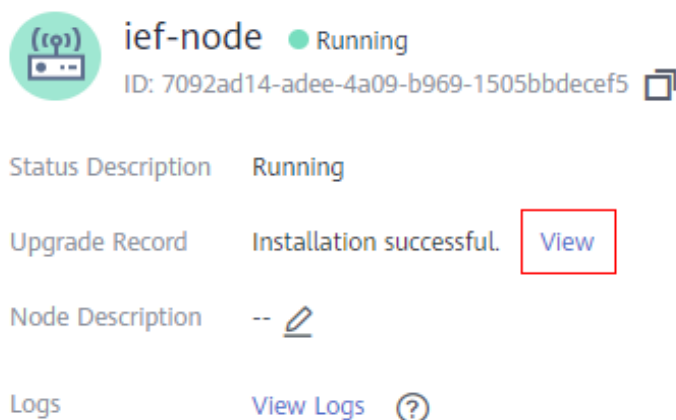 ief-node Running
ID: 7092ad14-adee-4a09-b969-1505bbdecef5
Status Description Running
Upgrade Record Installation successful. View
Node Description --
Logs View Logs